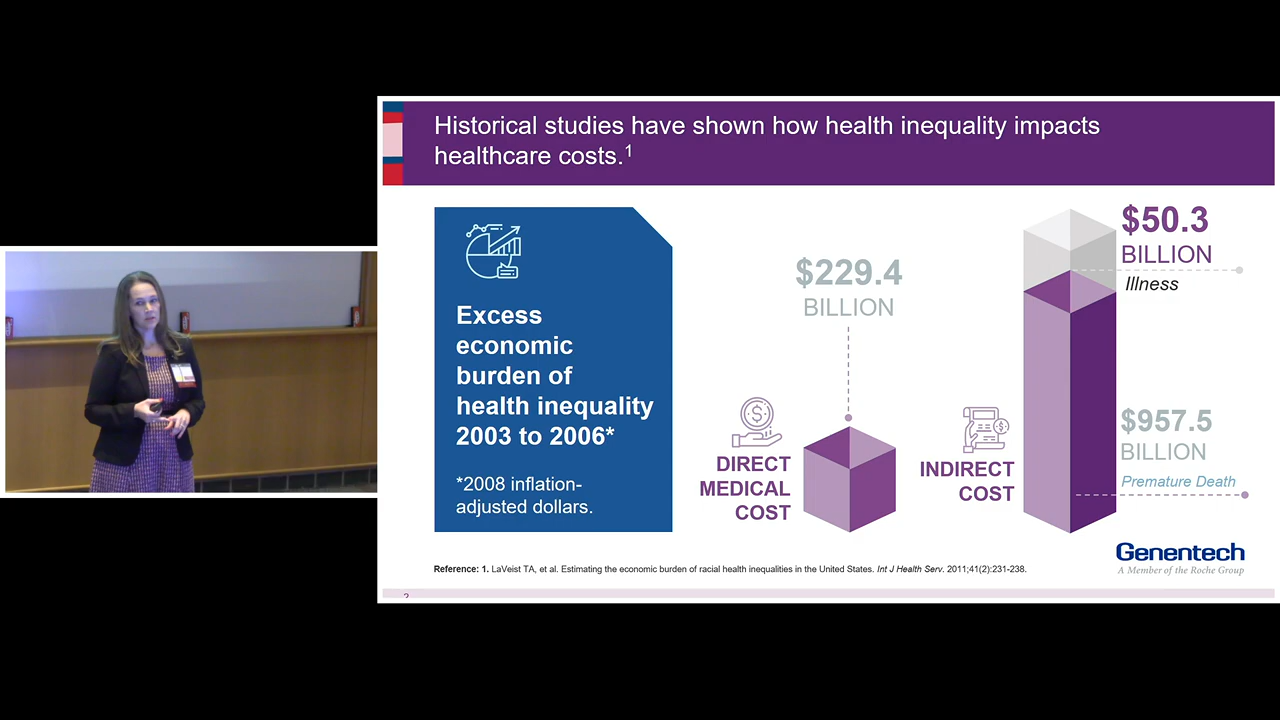 Historical studies have shown how health inequality impacts
healthcare costs.1
Excess
economic
burden of
health inequality
2003 to 2006*
*2008 inflation-
adjusted dollars.
$229.4
BILLION
DIRECT
MEDICAL
COST
INDIRECT
COST
$50.3
BILLION
Illness
$957.5
BILLION
Premature Death
Genentech
A Member of the Roche Group
Reference: 1. LaVeist TA, et al. Estimating the economic burden of racial health inequalities in the United States. Int J Health Serv. 2011;41(2):231-238.
2